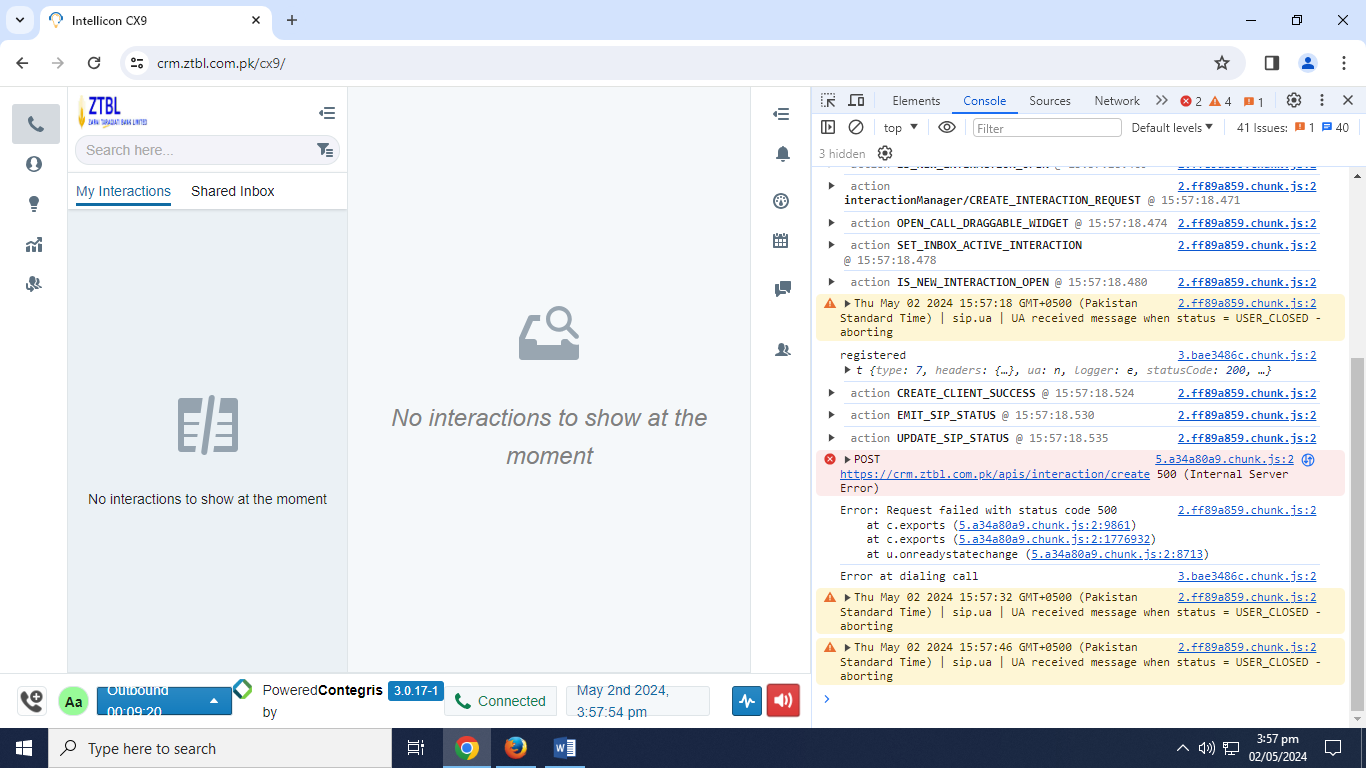 Intellicon CX9
crm.ztbl.com.pk/cx9/
ZTBL
ZARAI TARAQIATI BANK LIMITED
Search here...
My Interactions
Shared Inbox
No interactions to show at the moment
No interactions to show at the
moment
Elements
Console
Sources
Network
2
4
1
top
Filter
Default levels
41 Issues:
1
40
3 hidden
action IS_NEW_INTERACTION_OPEN
2.ff89a859.chunk.js:2
action
2.ff89a859.chunk.js:2
interactionManager/CREATE_INTERACTION_REQUEST @ 15:57:18.471
action OPEN_CALL_DRAGGABLE_WIDGET @ 15:57:18.474
2.ff89a859.chunk.js:2
action SET_INBOX_ACTIVE_INTERACTION
2.ff89a859.chunk.js:2
@ 15:57:18.478
action IS_NEW_INTERACTION_OPEN @ 15:57:18.480
2.ff89a859.chunk.js:2
Thu May 02 2024 15:57:18 GMT+0500 (Pakistan
2.ff89a859.chunk.js:2
Standard Time) | sip.ua | UA received message when status = USER_CLOSED -
aborting
registered
3.bae3486c.chunk.js:2
t {type: 7, headers: {…}, ua: n, logger: e, statusCode: 200, …}
action CREATE_CLIENT_SUCCESS @ 15:57:18.524
2.ff89a859.chunk.js:2
action EMIT_SIP_STATUS @ 15:57:18.530
2.ff89a859.chunk.js:2
action UPDATE_SIP_STATUS @ 15:57:18.535
2.ff89a859.chunk.js:2
POST
5.a34a80a9.chunk.js:2
https://crm.ztbl.com.pk/apis/interaction/create 500 (Internal Server
Error)
Error: Request failed with status code 500
2.ff89a859.chunk.js:2
at c.exports (5.a34a80a9.chunk.js:2:9861)
at c.exports (5.a34a80a9.chunk.js:2:1776932)
at u.onreadystatechange (5.a34a80a9.chunk.js:2:8713)
Error at dialing call
3.bae3486c.chunk.js:2
Thu May 02 2024 15:57:32 GMT+0500 (Pakistan
2.ff89a859.chunk.js:2
Standard Time) | sip.ua | UA received message when status = USER_CLOSED -
aborting
Thu May 02 2024 15:57:46 GMT+0500 (Pakistan
2.ff89a859.chunk.js:2
Standard Time) | sip.ua | UA received message when status = USER_CLOSED -
aborting
Aa
Outbound
00:09:20
Powered Contegris
by
3.0.17-1
Connected
May 2nd 2024,
3:57:54 pm
Type here to search
3:57 pm
02/05/2024